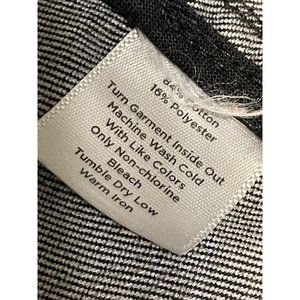 84% Cotton
16% Polyester
Turn Garment Inside Out
Machine Wash Cold
With Like Colors
Only Non-chlorine
Bleach
Tumble Dry Low
Warm Iron